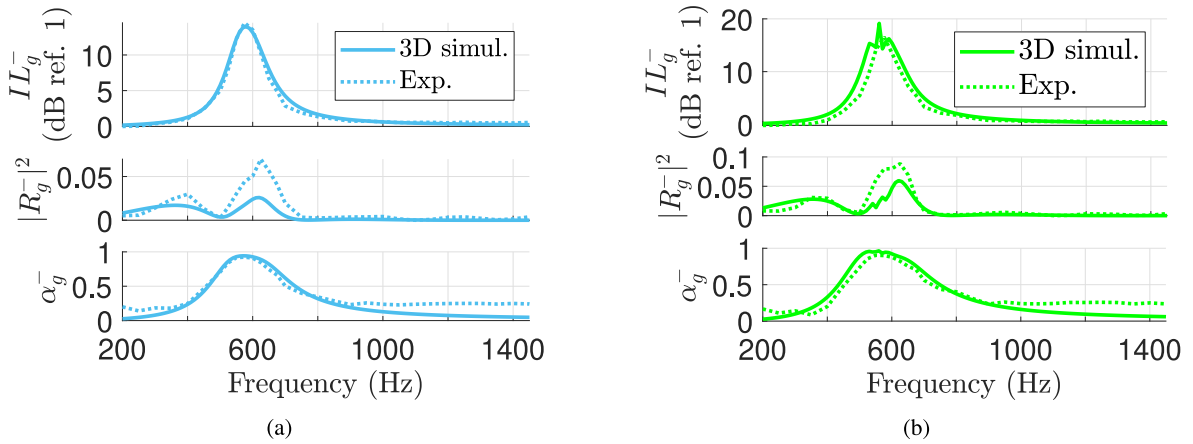 IL_g^-
(dB ref. 1)
10
5
0
3D simul.
Exp.
|R_g^-|^2
0.05
0
α_g^-
1
0.5
0
200 600 1000 1400
Frequency (Hz)
(a)
IL_g^-
(dB ref. 1)
20
10
0
3D simul.
Exp.
|R_g^-|^2
0.1
0.05
0
α_g^-
1
0.5
0
200 600 1000 1400
Frequency (Hz)
(b)